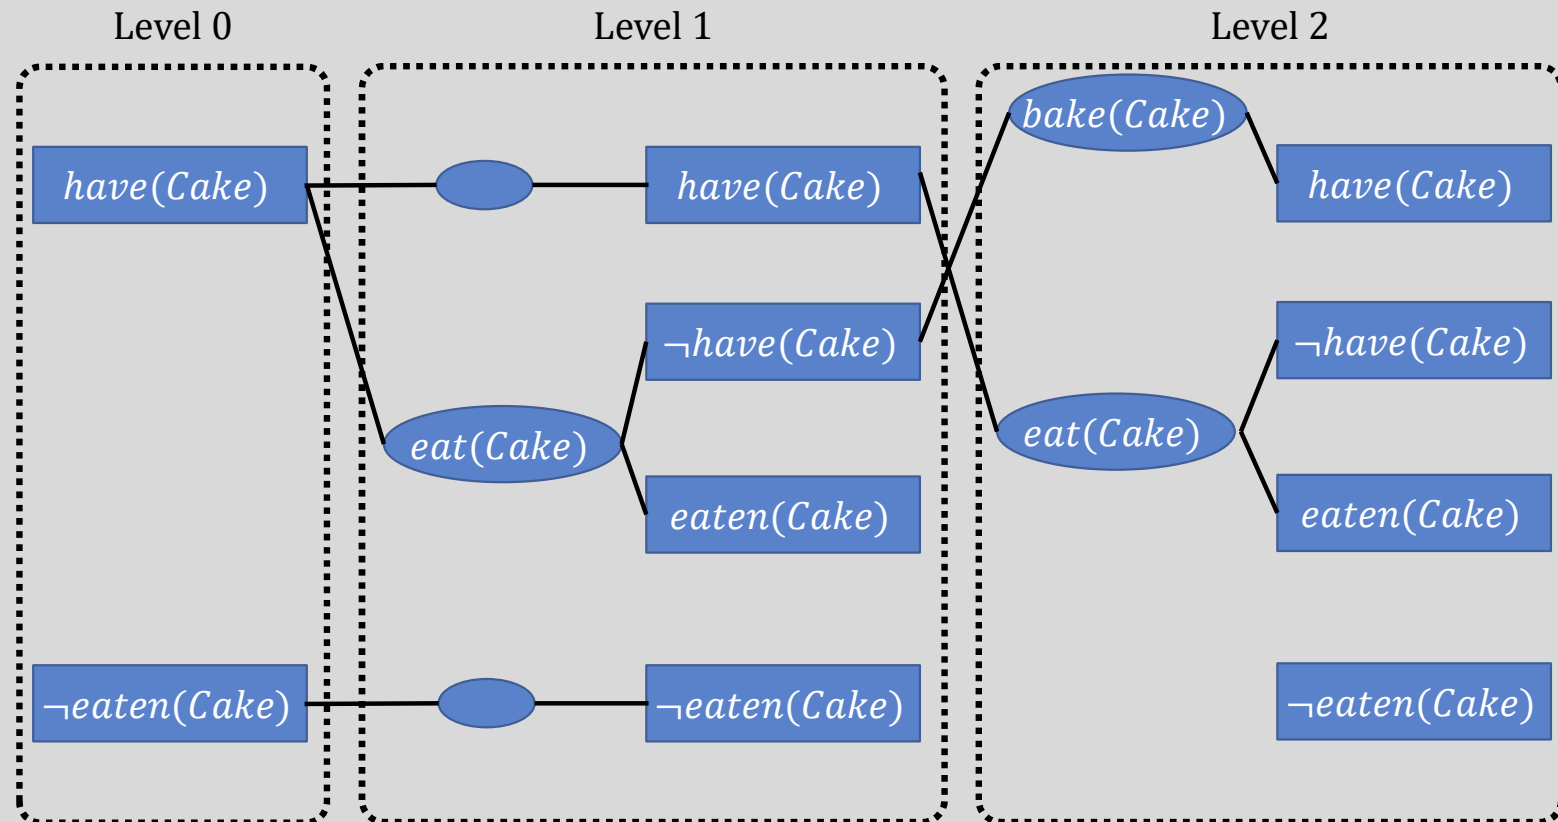 Level 0
Level 1
Level 2
have(Cake)
¬eaten(Cake)
eat(Cake)
have(Cake)
¬have(Cake)
eaten(Cake)
¬eaten(Cake)
bake(Cake)
eat(Cake)
have(Cake)
¬have(Cake)
eaten(Cake)
¬eaten(Cake)